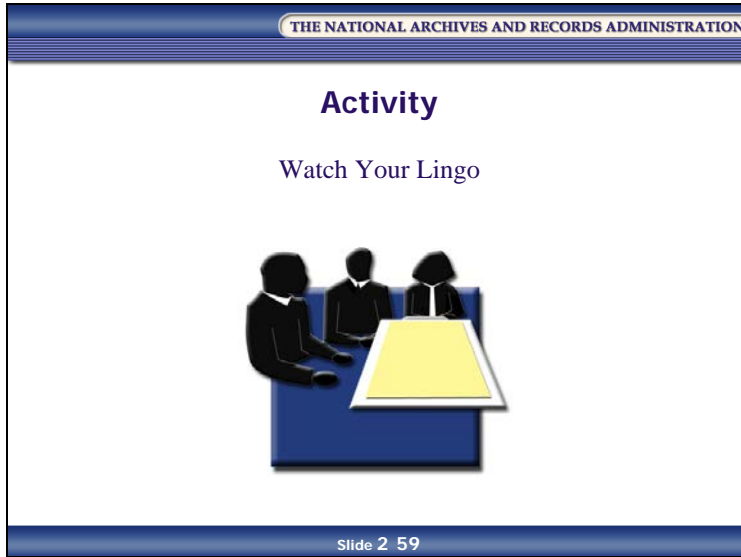 THE NATIONAL ARCHIVES AND RECORDS ADMINISTRATION
Activity
Watch Your Lingo
Slide 2 59